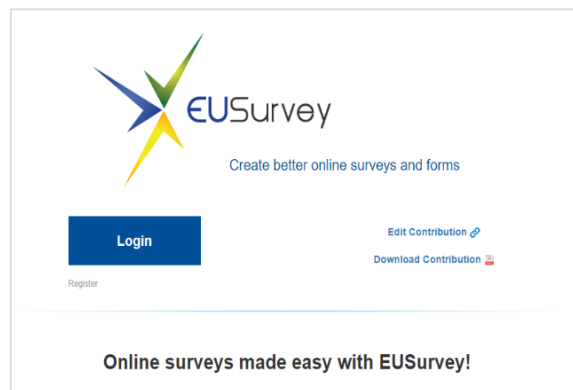 EUSurvey
Create better online surveys and forms
Login
Edit Contribution
Download Contribution
Register
Online surveys made easy with EUSurvey!